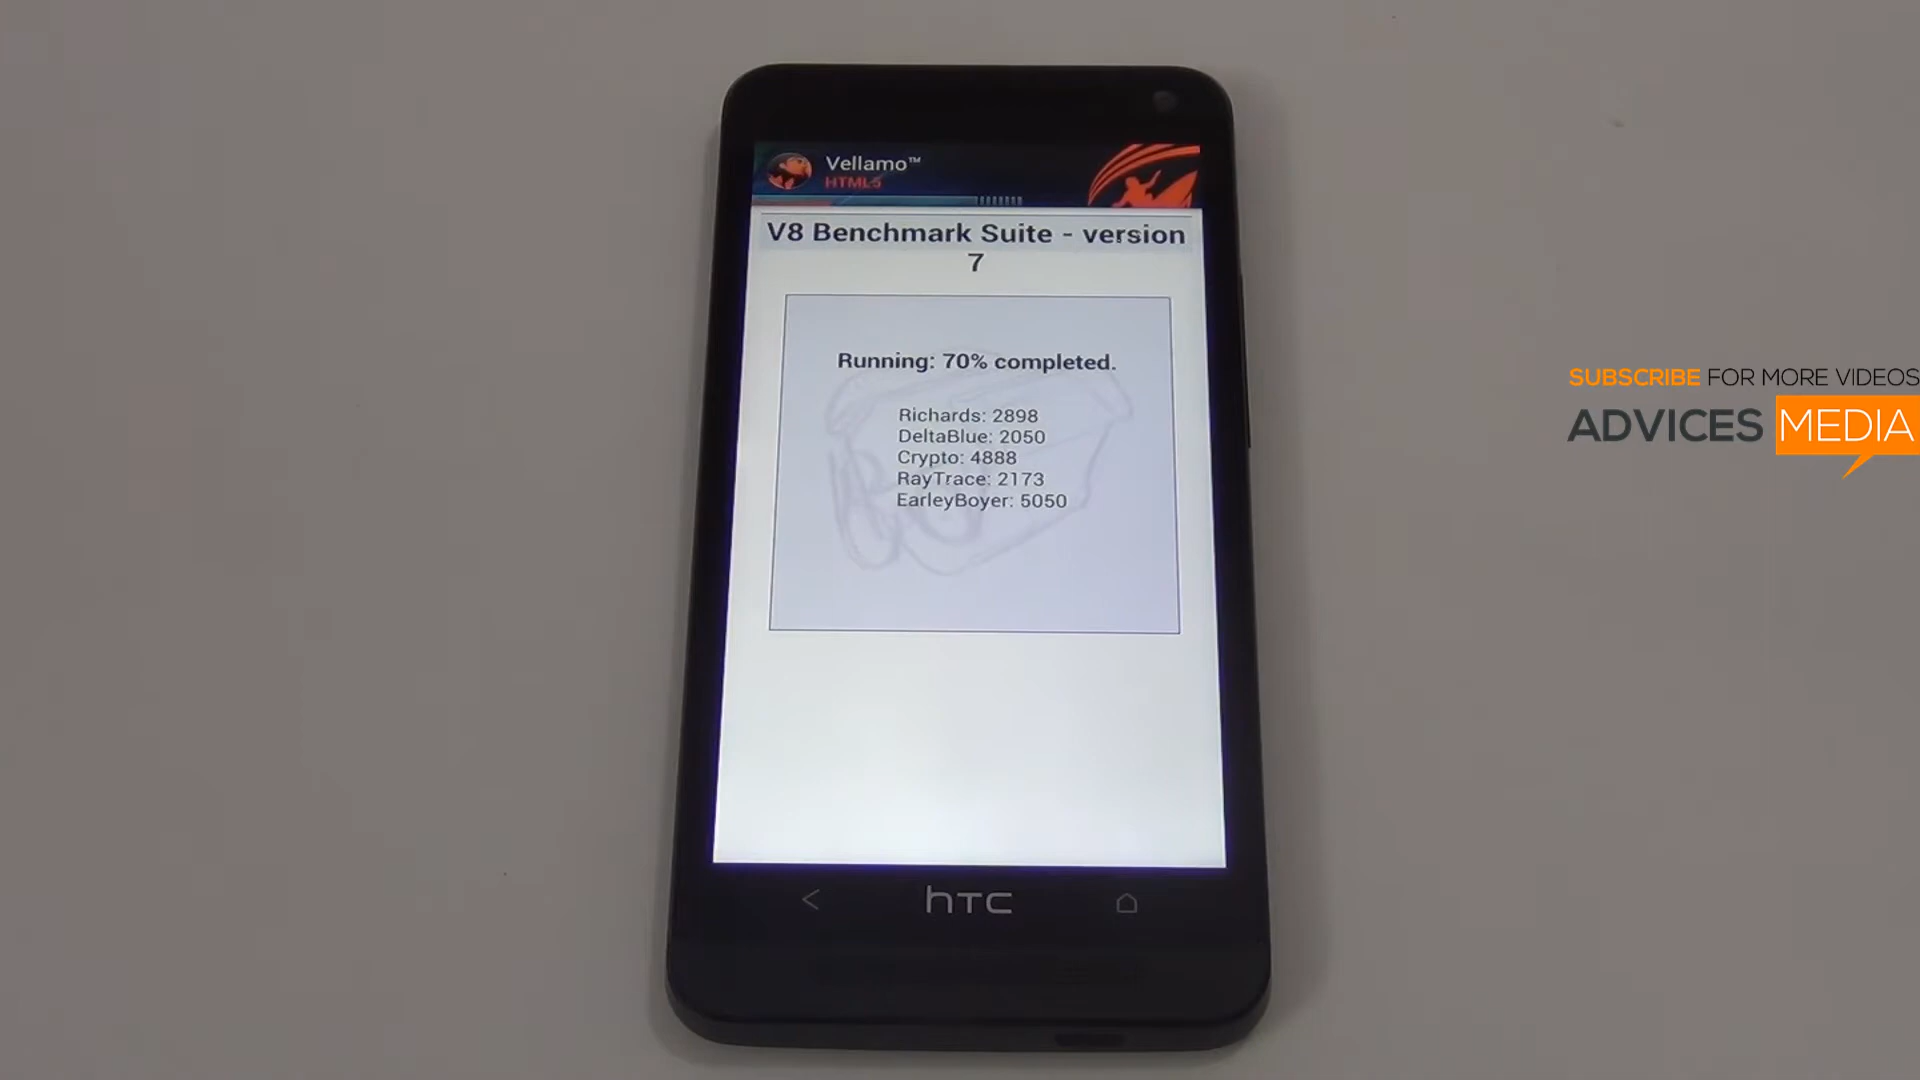 Vellamo™
HTML5
V8 Benchmark Suite - version
7
Running: 70% completed.
Richards: 2898
DeltaBlue: 2050
Crypto: 4888
RayTrace: 2173
EarleyBoyer: 5050
hTC
SUBSCRIBE FOR MORE VIDEOS
ADVICES MEDIA